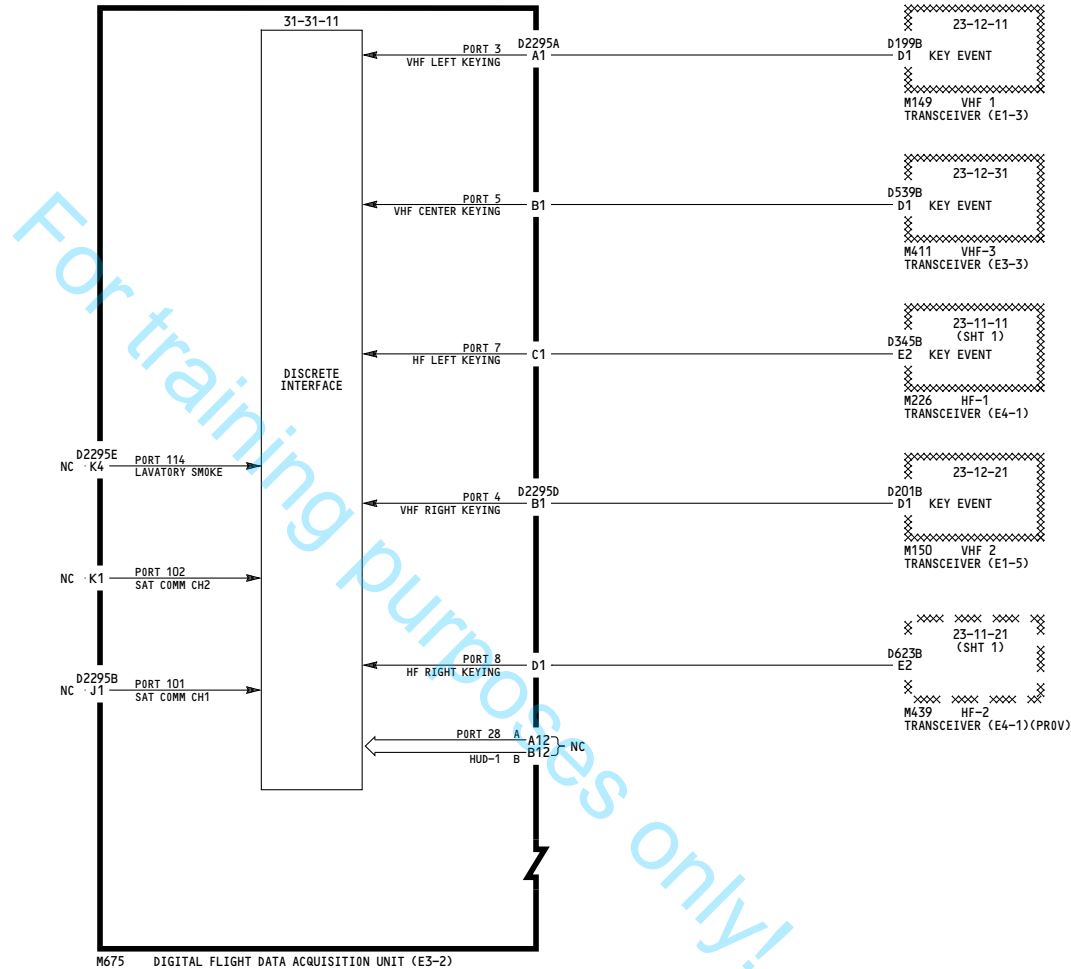 31-31-11
23-12-11
PORT 3
D2295A
A1
D199B
D1 KEY EVENT
VHF LEFT KEYING
M149 VHF 1
TRANSCEIVER (E1-3)
23-12-31
PORT 5
B1
D539B
D1 KEY EVENT
VHF CENTER KEYING
M411 VHF-3
TRANSCEIVER (E3-3)
23-11-11
(SHT 1)
PORT 7
C1
D345B
E2 KEY EVENT
HF LEFT KEYING
DISCRETE
INTERFACE
M226 HF-1
TRANSCEIVER (E4-1)
D2295E
NC K4
PORT 114
LAVATORY SMOKE
23-12-21
PORT 4
D2295D
B1
D201B
D1 KEY EVENT
VHF RIGHT KEYING
M150 VHF 2
TRANSCEIVER (E1-5)
NC K1
PORT 102
SAT COMM CH2
23-11-21
(SHT 1)
PORT 8
D1
D623B
E2
HF RIGHT KEYING
D2295B
NC J1
PORT 101
SAT COMM CH1
M439 HF-2
TRANSCEIVER (E4-1)(PROV)
PORT 28 A
A12
NC
B12
HUD-1 B
M675 DIGITAL FLIGHT DATA ACQUISITION UNIT (E3-2)
For training purposes only!